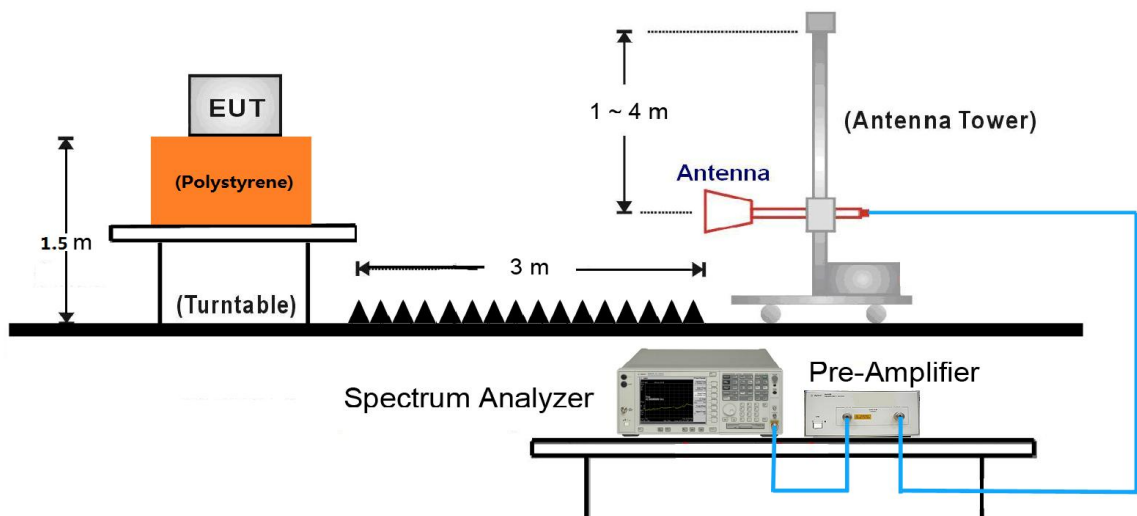 EUT
(Polystyrene)
1.5 m
(Turntable)
3 m
1 ~ 4 m
(Antenna Tower)
Antenna
Spectrum Analyzer
Pre-Amplifier